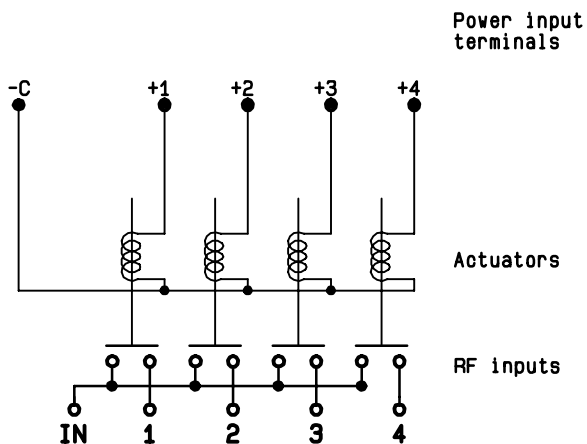 Power input
terminals
-C +1 +2 +3 +4
Actuators
RF inputs
IN 1 2 3 4